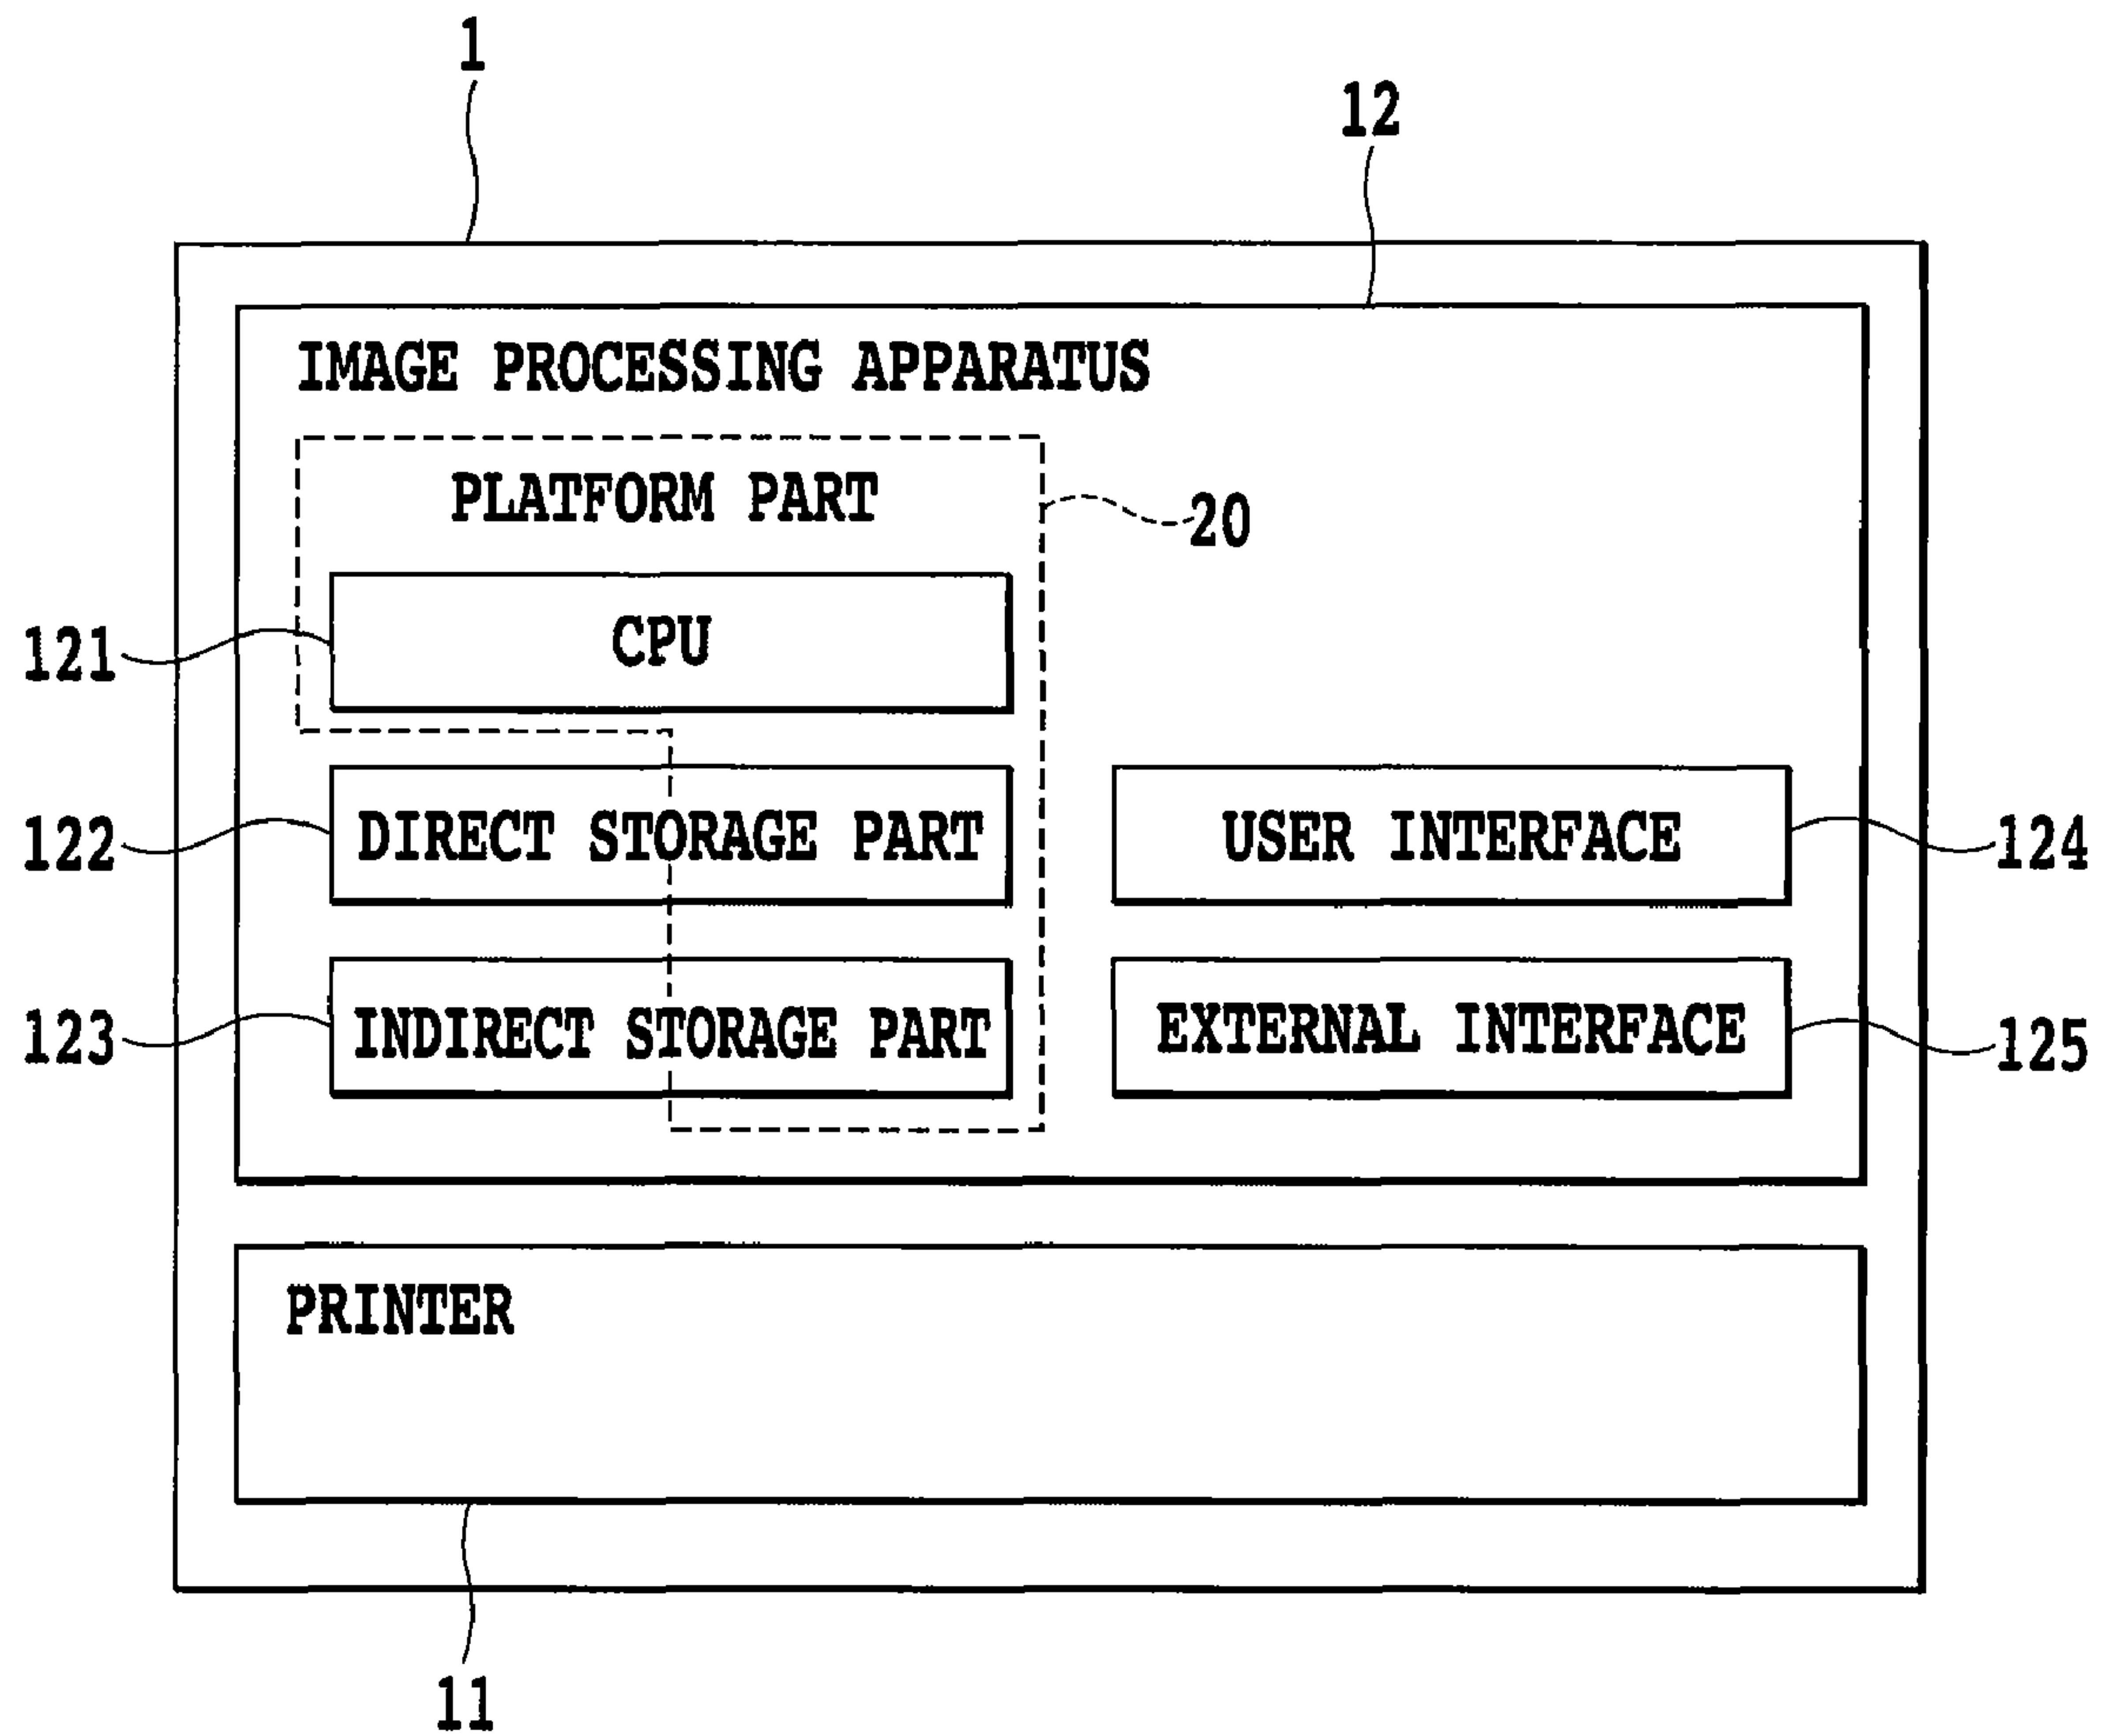 1
12
IMAGE PROCESSING APPARATUS
PLATFORM PART
20
CPU
121
DIRECT STORAGE PART
122
USER INTERFACE
124
INDIRECT STORAGE PART
123
EXTERNAL INTERFACE
125
PRINTER
11